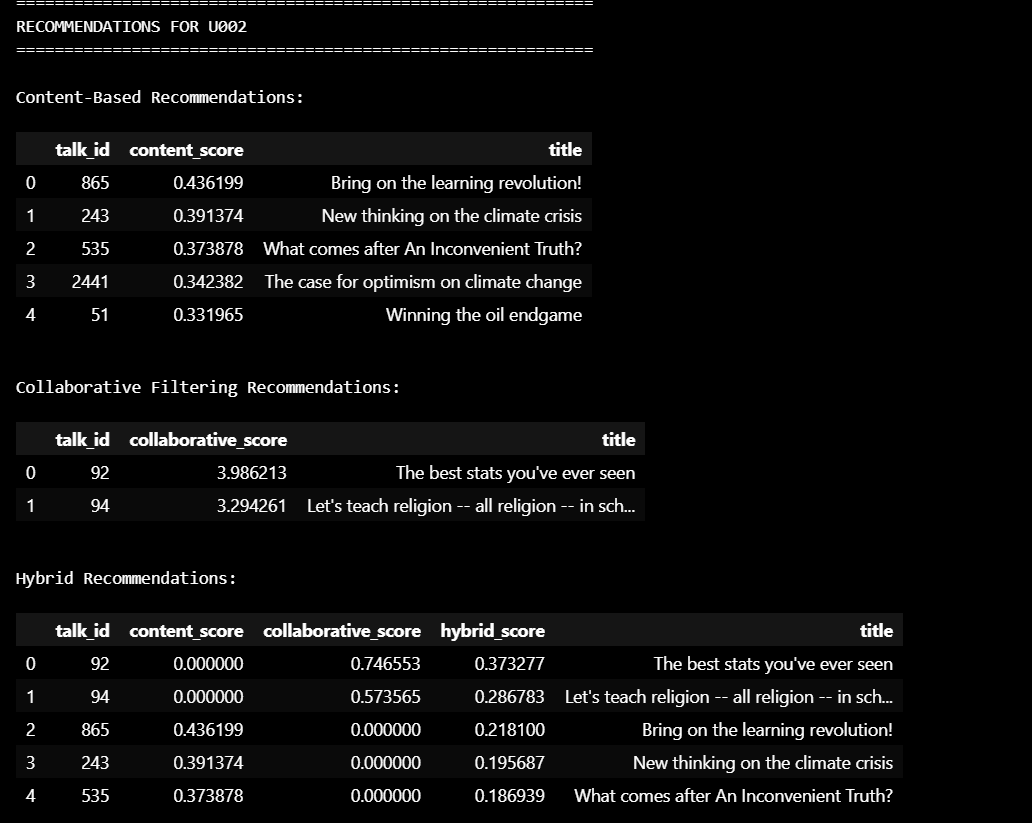 ============================================================
RECOMMENDATIONS FOR U002
============================================================
Content-Based Recommendations:
talk_id content_score title
0 865 0.436199 Bring on the learning revolution!
1 243 0.391374 New thinking on the climate crisis
2 535 0.373878 What comes after An Inconvenient Truth?
3 2441 0.342382 The case for optimism on climate change
4 51 0.331965 Winning the oil endgame
Collaborative Filtering Recommendations:
talk_id collaborative_score title
0 92 3.986213 The best stats you've ever seen
1 94 3.294261 Let's teach religion -- all religion -- in sch...
Hybrid Recommendations:
talk_id content_score collaborative_score hybrid_score title
0 92 0.000000 0.746553 0.373277 The best stats you've ever seen
1 94 0.000000 0.573565 0.286783 Let's teach religion -- all religion -- in sch...
2 865 0.436199 0.000000 0.218100 Bring on the learning revolution!
3 243 0.391374 0.000000 0.195687 New thinking on the climate crisis
4 535 0.373878 0.000000 0.186939 What comes after An Inconvenient Truth?